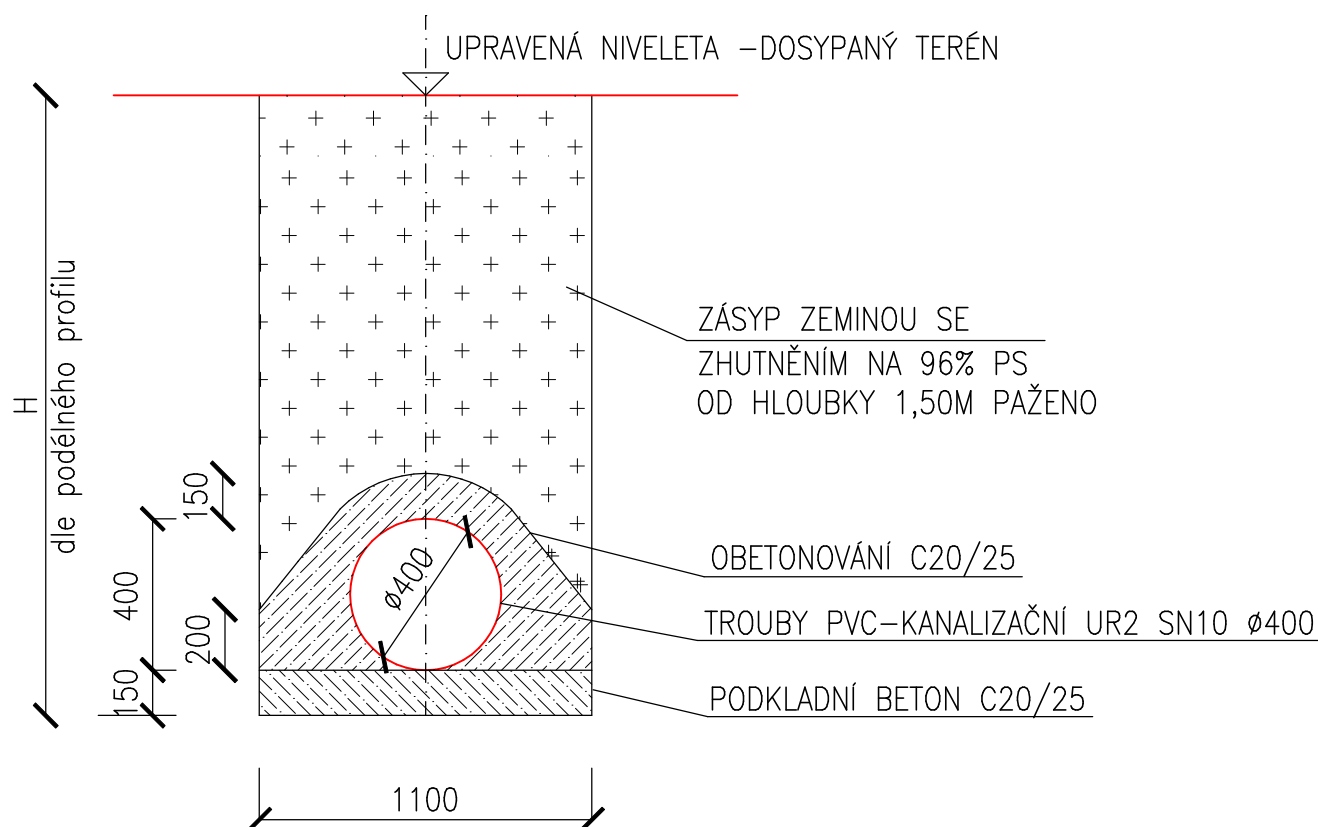 UPRAVENÁ NIVELETA -DOSYPANÝ TERÉN
H
dle podélného profilu
ZÁSYP ZEMINOU SE
ZHUTNĚNÍM NA 96% PS
OD HLOUBKY 1,50M PAŽENO
150
400
200
150
ø400
OBETONOVÁNÍ C20/25
TROUBY PVC-KANALIZAČNÍ UR2 SN10 ø400
PODKLADNÍ BETON C20/25
1100